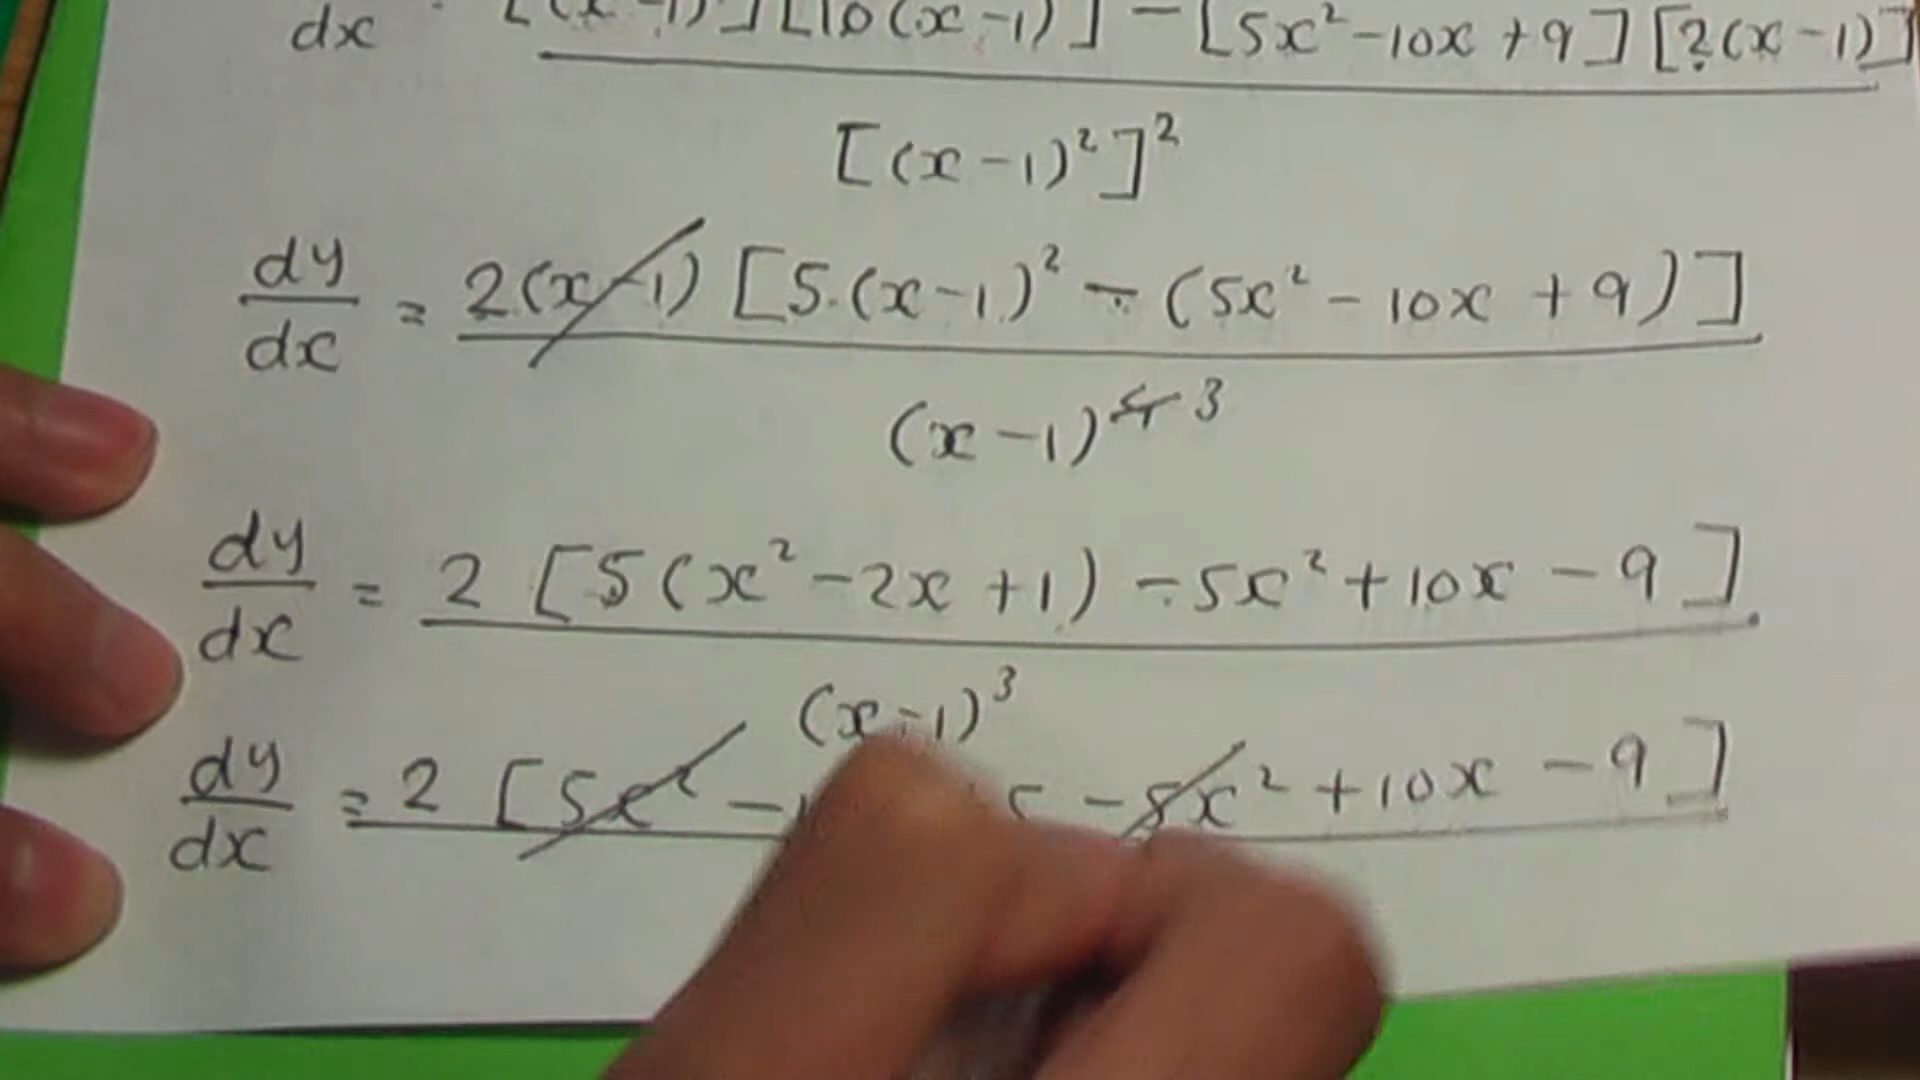 dx [(x-1)²][10(x-1)] - [5x²-10x+9][2(x-1)]
[(x-1)²]²
dy/dx = 2(x-1)[5.(x-1)² - (5x²-10x+9)]
(x-1)⁴ ³
dy/dx = 2[5(x²-2x+1)-5x²+10x-9]
(x-1)³
dy/dx = 2[5x² - 5 -5x²+10x-9]